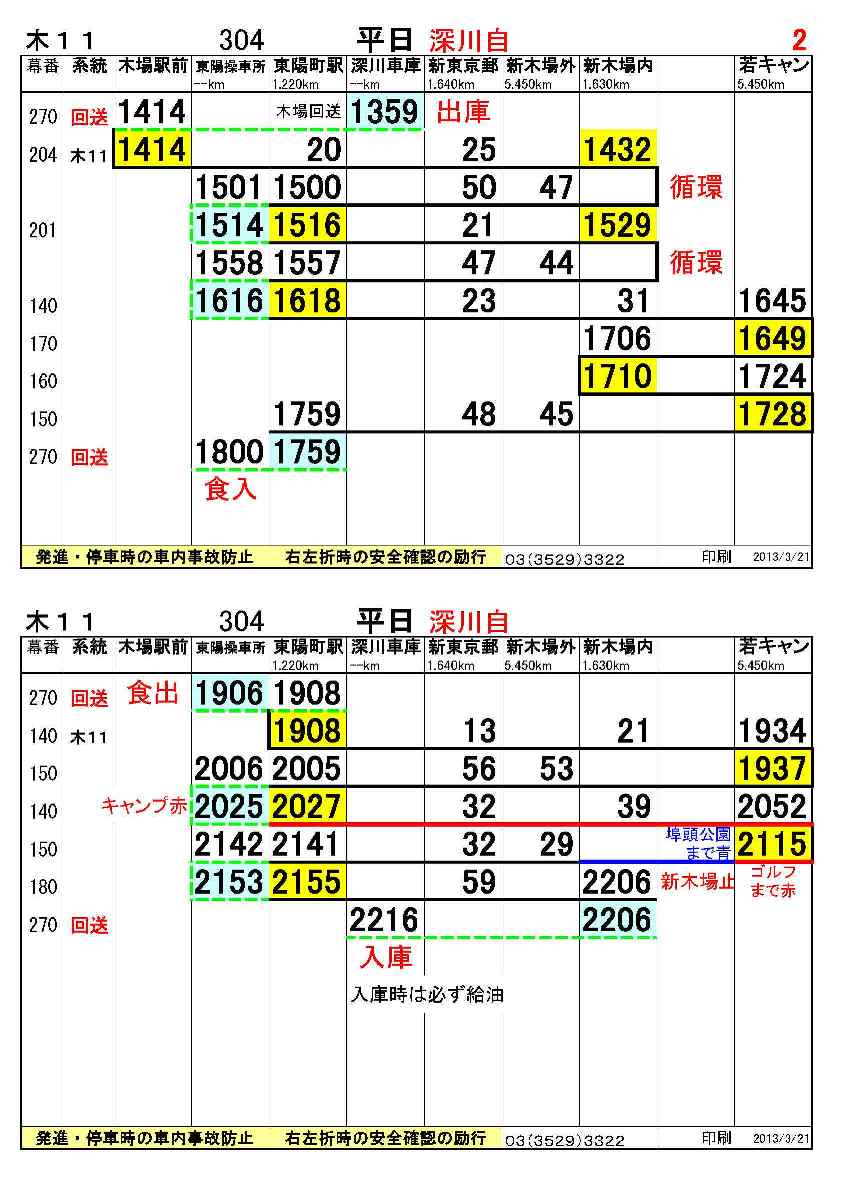 木11 304 平日 深川自 2
幕番 系統 木場駅前 東陽操車所 東陽町駅 深川車庫 新東京郵 新木場外 新木場内 若キャン
--km 1.220km --km 1.640km 5.450km 1.630km 5.450km
270 回送 1414 木場回送 1359 出庫
204 木11 1414 20 25 1432
1501 1500 50 47 循環
201 1514 1516 21 1529
1558 1557 47 44 循環
140 1616 1618 23 31 1645
170 1706 1649
160 1710 1724
150 1759 48 45 1728
270 回送 1800 1759
食入
発進・停車時の車内事故防止 右左折時の安全確認の励行 03(3529)3322 印刷 2013/3/21
木11 304 平日 深川自
幕番 系統 木場駅前 東陽操車所 東陽町駅 深川車庫 新東京郵 新木場外 新木場内 若キャン
1.220km --km 1.640km 5.450km 1.630km 5.450km
270 回送 食出 1906 1908
140 木11 1908 13 21 1934
150 2006 2005 56 53 1937
140 キャンプ赤 2025 2027 32 39 2052
150 2142 2141 32 29 埠頭公園 2115
まで青
180 2153 2155 59 2206 新木場止 ゴルフ
まで赤
270 回送 2216 2206
入庫
入庫時は必ず給油
発進・停車時の車内事故防止 右左折時の安全確認の励行 03(3529)3322 印刷 2013/3/21